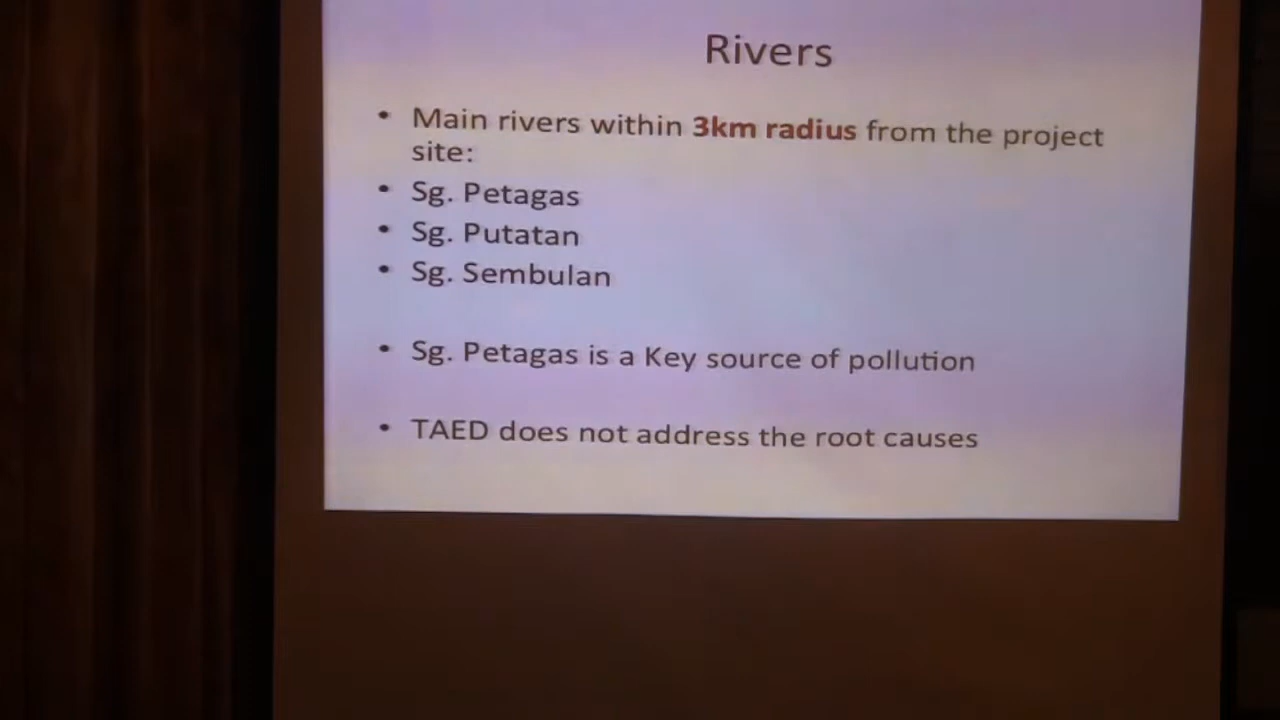 Rivers
• Main rivers within 3km radius from the project
site:
• Sg. Petagas
• Sg. Putatan
• Sg. Sembulan
• Sg. Petagas is a Key source of pollution
• TAED does not address the root causes